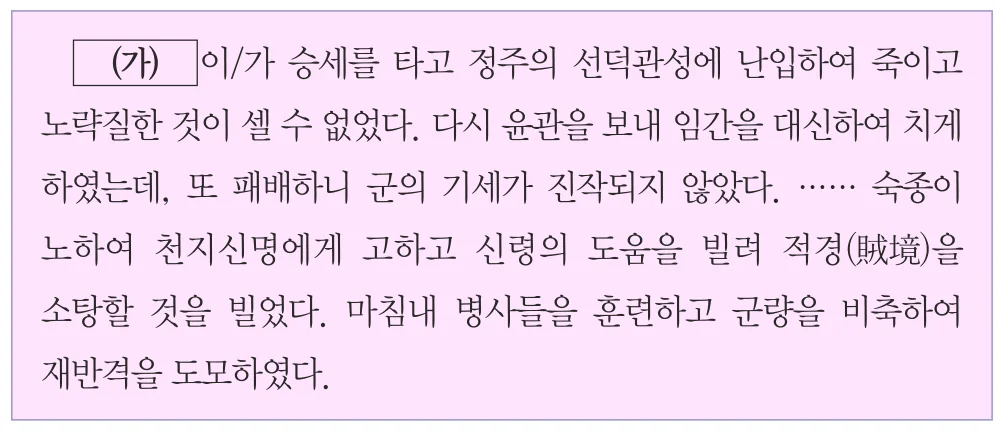 (가) 이/가 승세를 타고 정주의 선덕관성에 난입하여 죽이고
노략질한 것이 셀 수 없었다. 다시 윤관을 보내 임간을 대신하여 치게
하였는데, 또 패배하니 군의 기세가 진작되지 않았다. …… 숙종이
노하여 천지신명에게 고하고 신령의 도움을 빌려 적경(賊境)을
소탕할 것을 빌었다. 마침내 병사들을 훈련하고 군량을 비축하여
재반격을 도모하였다.